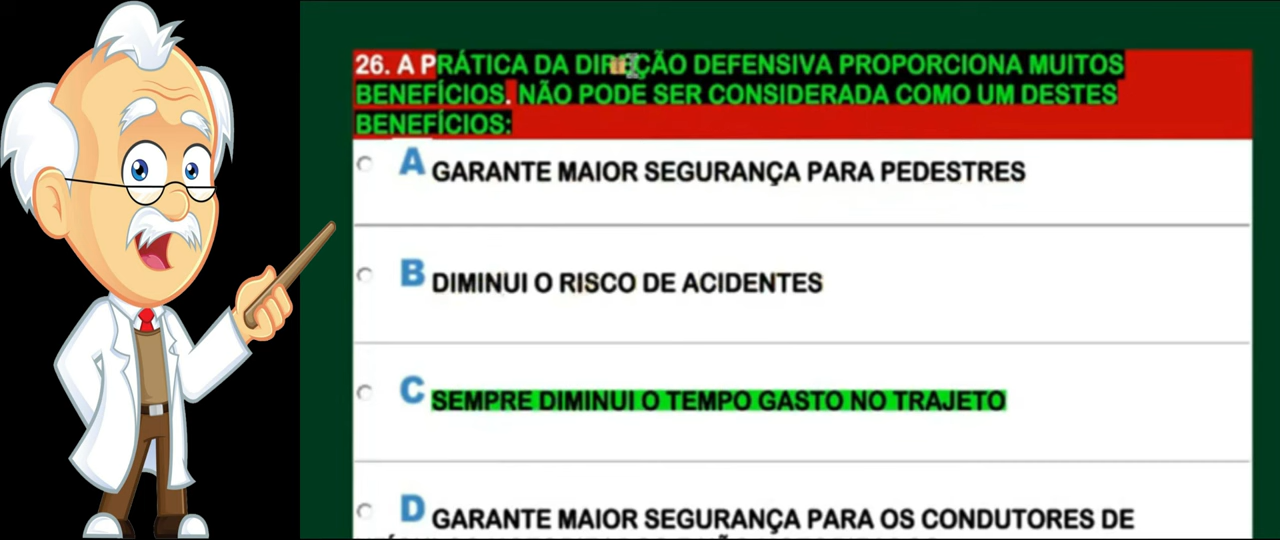 26. A PRÁTICA DA DIREÇÃO DEFENSIVA PROPORCIONA MUITOS
BENEFÍCIOS. NÃO PODE SER CONSIDERADA COMO UM DESTES
BENEFÍCIOS:
A GARANTE MAIOR SEGURANÇA PARA PEDESTRES
B DIMINUI O RISCO DE ACIDENTES
C SEMPRE DIMINUI O TEMPO GASTO NO TRAJETO
D GARANTE MAIOR SEGURANÇA PARA OS CONDUTORES DE